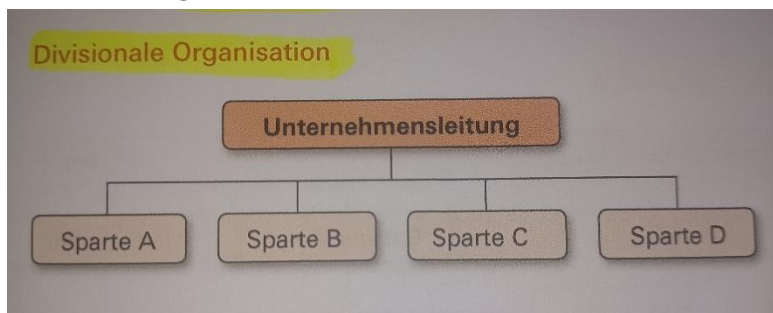 Divisionale Organisation
Unternehmensleitung
Sparte A
Sparte B
Sparte C
Sparte D